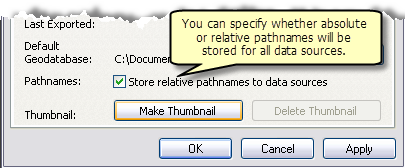 Last Exported:
You can specify whether absolute
or relative pathnames will be
stored for all data sources.
Default
Geodatabase: C:\Docume
Pathnames: Store relative pathnames to data sources
Thumbnail: Make Thumbnail Delete Thumbnail
OK Cancel Apply